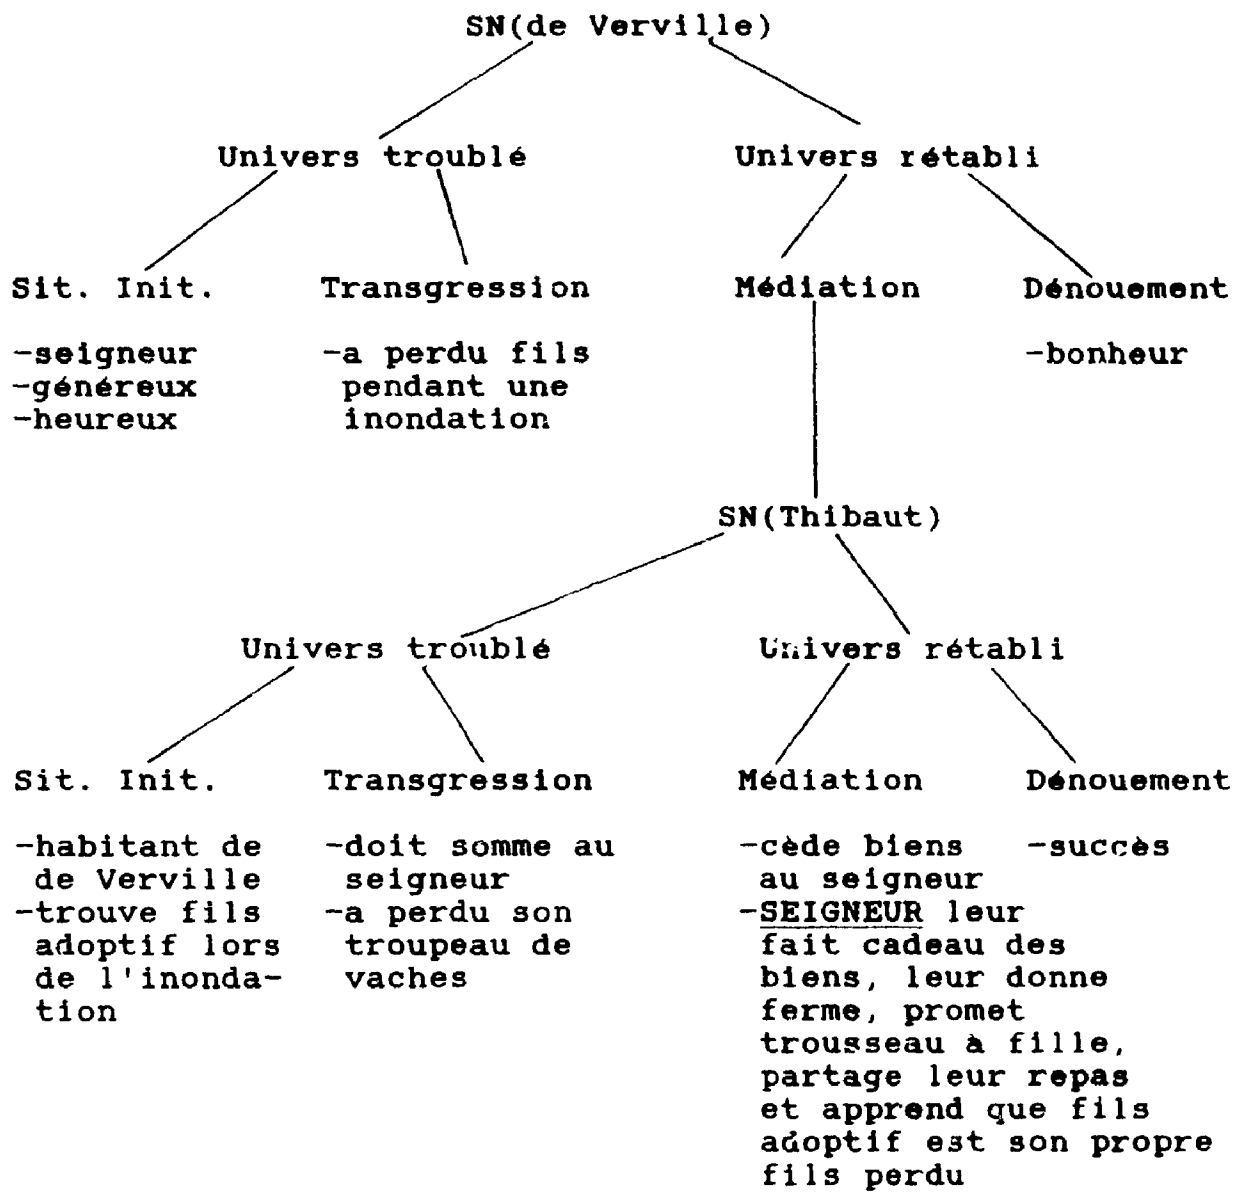 SN(de Verville)
Univers troublé
Univers rétabli
Sit. Init.
Transgression
Médiation
Dénouement
-seigneur
-généreux
-heureux
-a perdu fils
pendant une
inondation
-bonheur
SN(Thibaut)
Univers troublé
Univers rétabli
Sit. Init.
Transgression
Médiation
Dénouement
-habitant de
de Verville
-trouve fils
adoptif lors
de l'inonda-
tion
-doit somme au
seigneur
-a perdu son
troupeau de
vaches
-cède biens
au seigneur
-SEIGNEUR leur
fait cadeau des
biens, leur donne
ferme, promet
trousseau à fille,
partage leur repas
et apprend que fils
adoptif est son propre
fils perdu
-succès